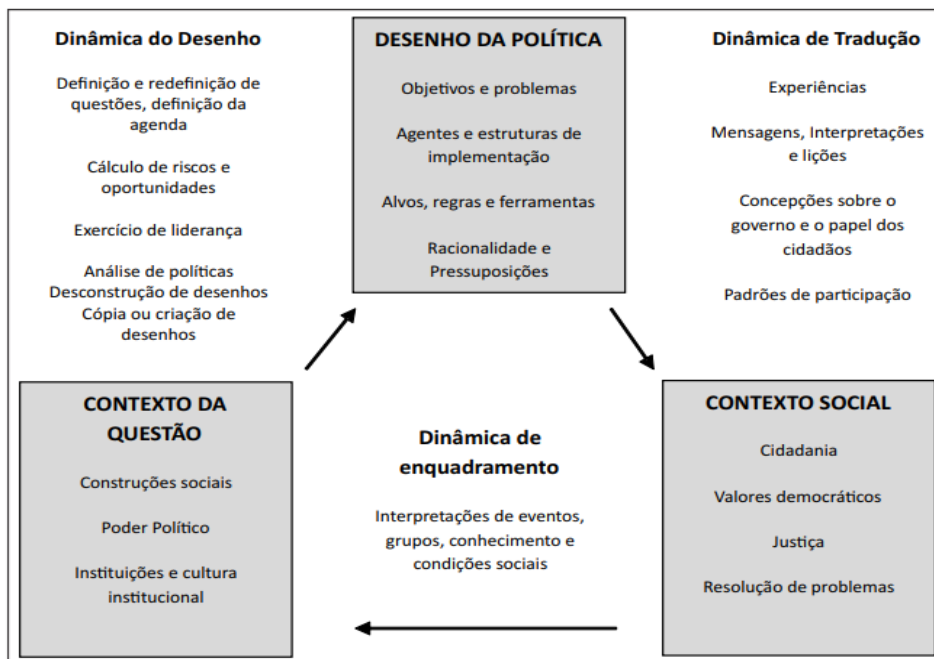 Dinâmica do Desenho
Definição e redefinição de
questões, definição da
agenda
Cálculo de riscos e
oportunidades
Exercício de liderança
Análise de políticas
Desconstrução de desenhos
Cópia ou criação de
desenhos
DESENHO DA POLÍTICA
Objetivos e problemas
Agentes e estruturas de
implementação
Alvos, regras e ferramentas
Racionalidade e
Pressuposições
Dinâmica de Tradução
Experiências
Mensagens, Interpretações
e lições
Concepções sobre o
governo e o papel dos
cidadãos
Padrões de participação
CONTEXTO DA
QUESTÃO
Construções sociais
Poder Político
Instituições e cultura
institucional
Dinâmica de
enquadramento
Interpretações de eventos,
grupos, conhecimento e
condições sociais
CONTEXTO SOCIAL
Cidadania
Valores democráticos
Justiça
Resolução de problemas